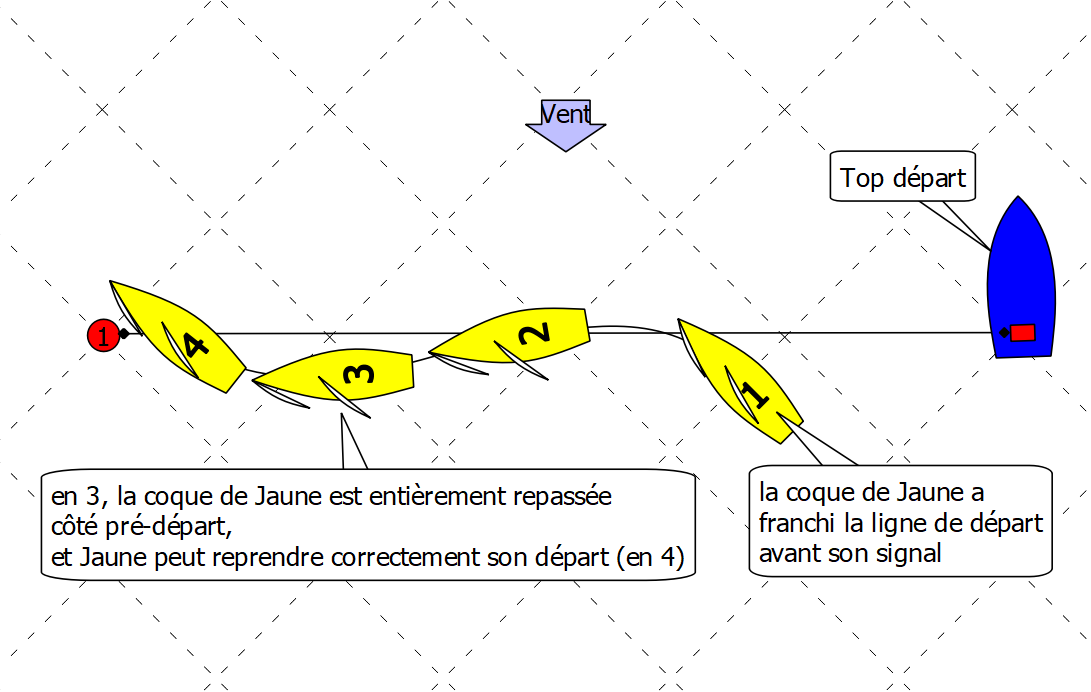 Vent
Top départ
1
4
3
2
1
en 3, la coque de Jaune est entièrement repassée
côté pré-départ,
et Jaune peut reprendre correctement son départ (en 4)
la coque de Jaune a
franchi la ligne de départ
avant son signal